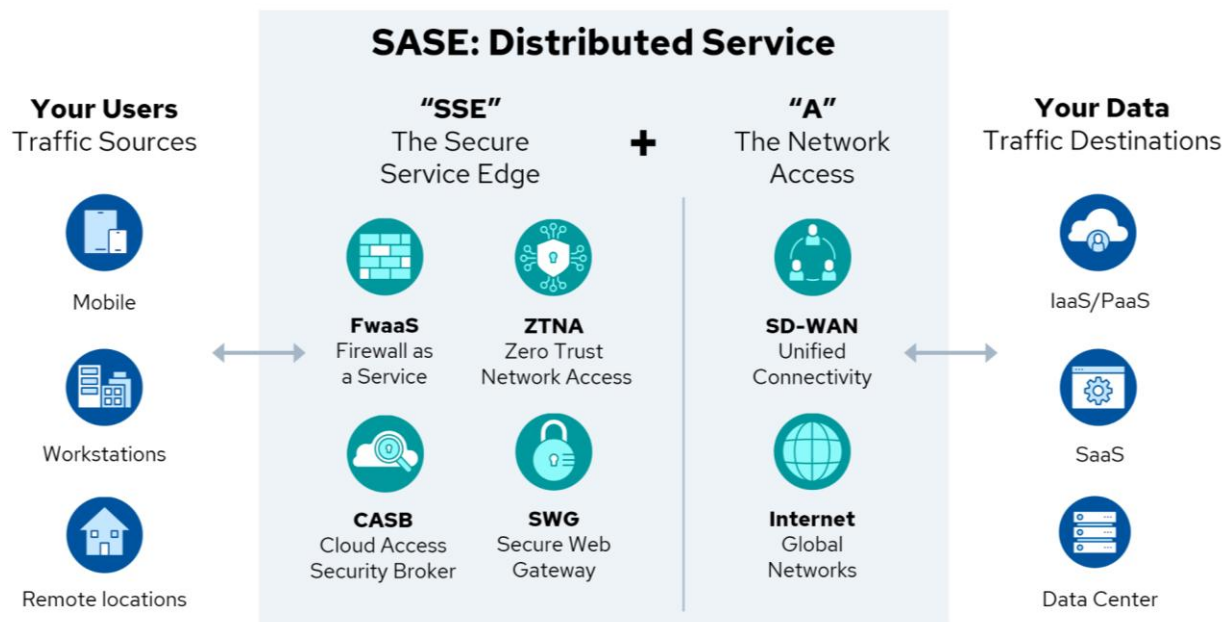 SASE: Distributed Service
Your Users
Traffic Sources
Mobile
Workstations
Remote locations
“SSE”
The Secure
Service Edge
+
“A”
The Network
Access
FwaaS
Firewall as
a Service
ZTNA
Zero Trust
Network Access
CASB
Cloud Access
Security Broker
SWG
Secure Web
Gateway
SD-WAN
Unified
Connectivity
Internet
Global
Networks
Your Data
Traffic Destinations
IaaS/PaaS
SaaS
Data Center